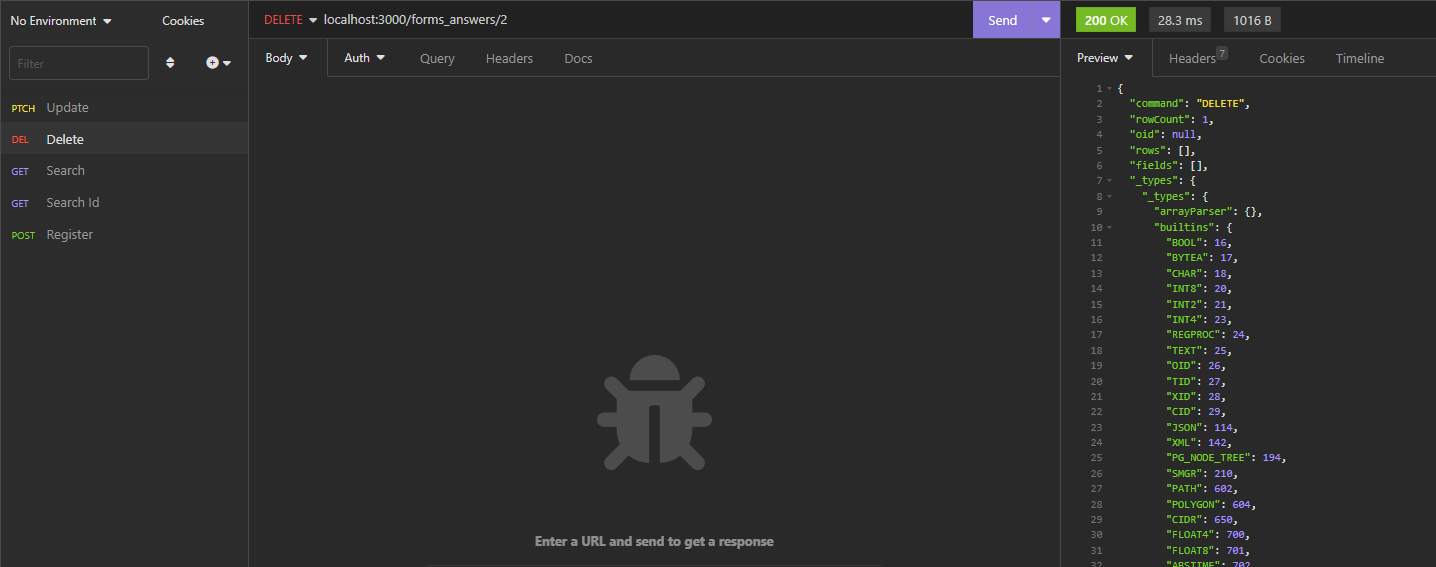 No Environment
Cookies
Filter
PTCH Update
DEL Delete
GET Search
GET Search Id
POST Register
DELETE localhost:3000/forms_answers/2
Send
Body
Auth
Query
Headers
Docs
Enter a URL and send to get a response
200 OK
28.3 ms
1016 B
Preview
Headers 7
Cookies
Timeline
1 {
2 "command": "DELETE",
3 "rowCount": 1,
4 "oid": null,
5 "rows": [],
6 "fields": [],
7 "_types": {
8 "_types": {
9 "arrayParser": {},
10 "builtins": {
11 "BOOL": 16,
12 "BYTEA": 17,
13 "CHAR": 18,
14 "INT8": 20,
15 "INT2": 21,
16 "INT4": 23,
17 "REGPROC": 24,
18 "TEXT": 25,
19 "OID": 26,
20 "TID": 27,
21 "XID": 28,
22 "CID": 29,
23 "JSON": 114,
24 "XML": 142,
25 "PG_NODE_TREE": 194,
26 "SMGR": 210,
27 "PATH": 602,
28 "POLYGON": 604,
29 "CIDR": 650,
30 "FLOAT4": 700,
31 "FLOAT8": 701,
32 "ABSTIME": 702